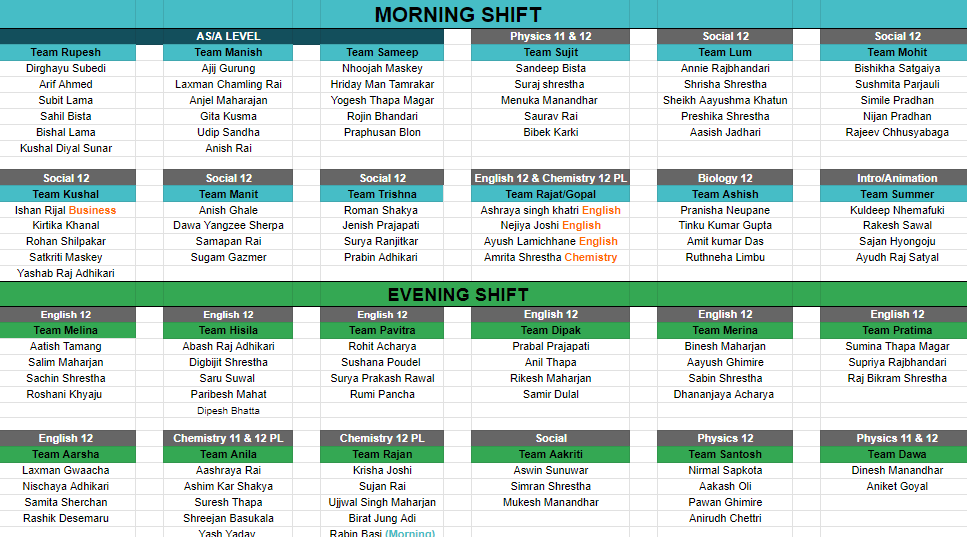 MORNING SHIFT
AS/A LEVEL Physics 11 & 12 Social 12 Social 12
Team Rupesh Team Manish Team Sameep Team Sujit Team Lum Team Mohit
Dirghayu Subedi Ajij Gurung Nhoojah Maskey Sandeep Bista Annie Rajbhandari Bishikha Satgaiya
Arif Ahmed Laxman Chamling Rai Hriday Man Tamrakar Suraj shrestha Shrisha Shrestha Sushmita Parjauli
Subit Lama Anjel Maharajan Yogesh Thapa Magar Menuka Manandhar Sheikh Aayushma Khatun Simile Pradhan
Sahil Bista Gita Kusma Rojin Bhandari Saurav Rai Preshika Shrestha Nijan Pradhan
Bishal Lama Udip Sandha Praphusan Blon Bibek Karki Aasish Jadhari Rajeev Chhusyabaga
Kushal Diyal Sunar Anish Rai
Social 12 Social 12 Social 12 English 12 & Chemistry 12 PL Biology 12 Intro/Animation
Team Kushal Team Manit Team Trishna Team Rajat/Gopal Team Ashish Team Summer
Ishan Rijal Business Anish Ghale Roman Shakya Ashraya singh khatri English Pranisha Neupane Kuldeep Nhemafuki
Kirtika Khanal Dawa Yangzee Sherpa Jenish Prajapati Nejiya Joshi English Tinku Kumar Gupta Rakesh Sawal
Rohan Shilpakar Samapan Rai Surya Ranjitkar Ayush Lamichhane English Amit kumar Das Sajan Hyongoju
Satkriti Maskey Sugam Gazmer Prabin Adhikari Amrita Shrestha Chemistry Ruthneha Limbu Ayudh Raj Satyal
Yashab Raj Adhikari
EVENING SHIFT
English 12 English 12 English 12 English 12 English 12 English 12
Team Melina Team Hisila Team Pavitra Team Dipak Team Merina Team Pratima
Aatish Tamang Abash Raj Adhikari Rohit Acharya Prabal Prajapati Binesh Maharjan Sumina Thapa Magar
Salim Maharjan Digbijit Shrestha Sushana Poudel Anil Thapa Aayush Ghimire Supriya Rajbhandari
Sachin Shrestha Saru Suwal Surya Prakash Rawal Rikesh Maharjan Sabin Shrestha Raj Bikram Shrestha
Roshani Khyaju Paribesh Mahat Rumi Pancha Samir Dulal Dhananjaya Acharya
Dipesh Bhatta
English 12 Chemistry 11 & 12 PL Chemistry 12 PL Social Physics 12 Physics 11 & 12
Team Aarsha Team Anila Team Rajan Team Aakriti Team Santosh Team Dawa
Laxman Gwaacha Aashraya Rai Krisha Joshi Aswin Sunuwar Nirmal Sapkota Dinesh Manandhar
Nischaya Adhikari Ashim Kar Shakya Sujan Rai Simran Shrestha Aakash Oli Aniket Goyal
Samita Sherchan Suresh Thapa Ujjwal Singh Maharjan Mukesh Manandhar Pawan Ghimire
Rashik Desemaru Shreejan Basukala Birat Jung Adi Anirudh Chettri
Yash Yadav Rabin Basi (Morning)